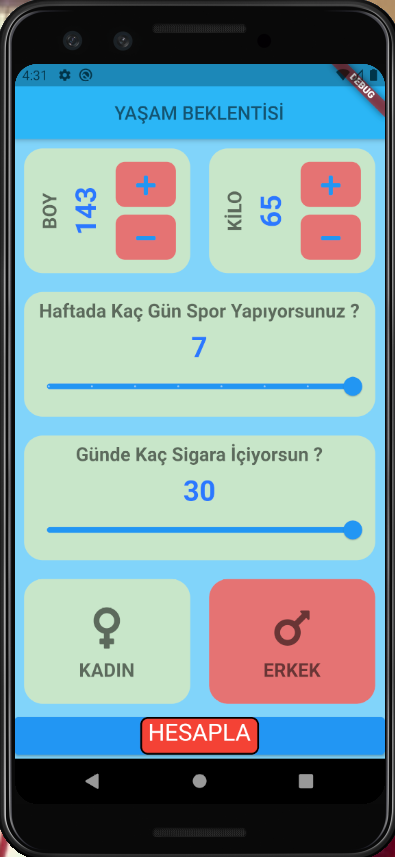 4:31
DEBUG
YAŞAM BEKLENTİSİ
BOY
143
+
−
KİLO
65
+
−
Haftada Kaç Gün Spor Yapıyorsunuz ?
7
Günde Kaç Sigara İçiyorsun ?
30
KADIN
ERKEK
HESAPLA